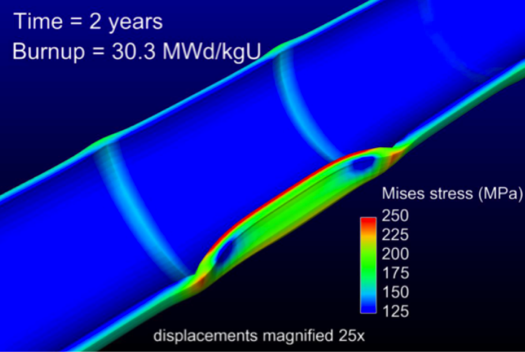 Time = 2 years
Burnup = 30.3 MWd/kgU
Mises stress (MPa)
250
225
200
175
150
125
displacements magnified 25x